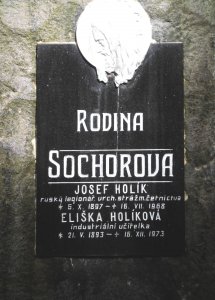 RODINA
SOCHOROVA
JOSEF HOLÍK
ruský legionář, vrch. strážm. četnictva
* 5. X. 1897 - ✝ 16. VII. 1968
ELIŠKA HOLÍKOVÁ
industriální učitelka
* 21. V. 1893 - ✝ 16. XII. 1973